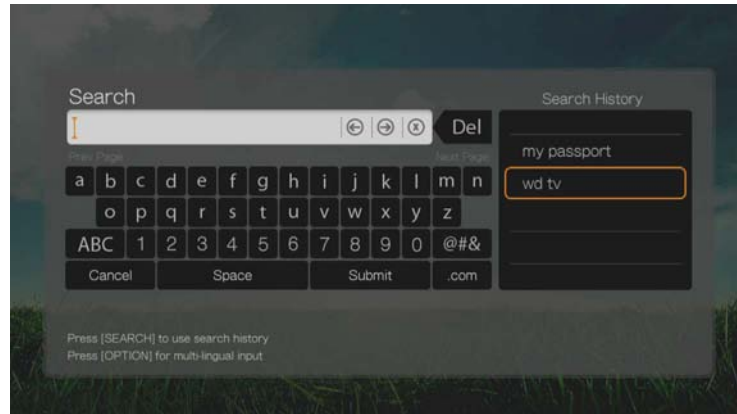 Search
Search History
Del
my passport
Prev Page
Next Page
a b c d e f g h i j k l m n
wd tv
o p q r s t u v w x y z
ABC 1 2 3 4 5 6 7 8 9 0 @#&
Cancel Space Submit .com
Press [SEARCH] to use search history
Press [OPTION] for multi-lingual input